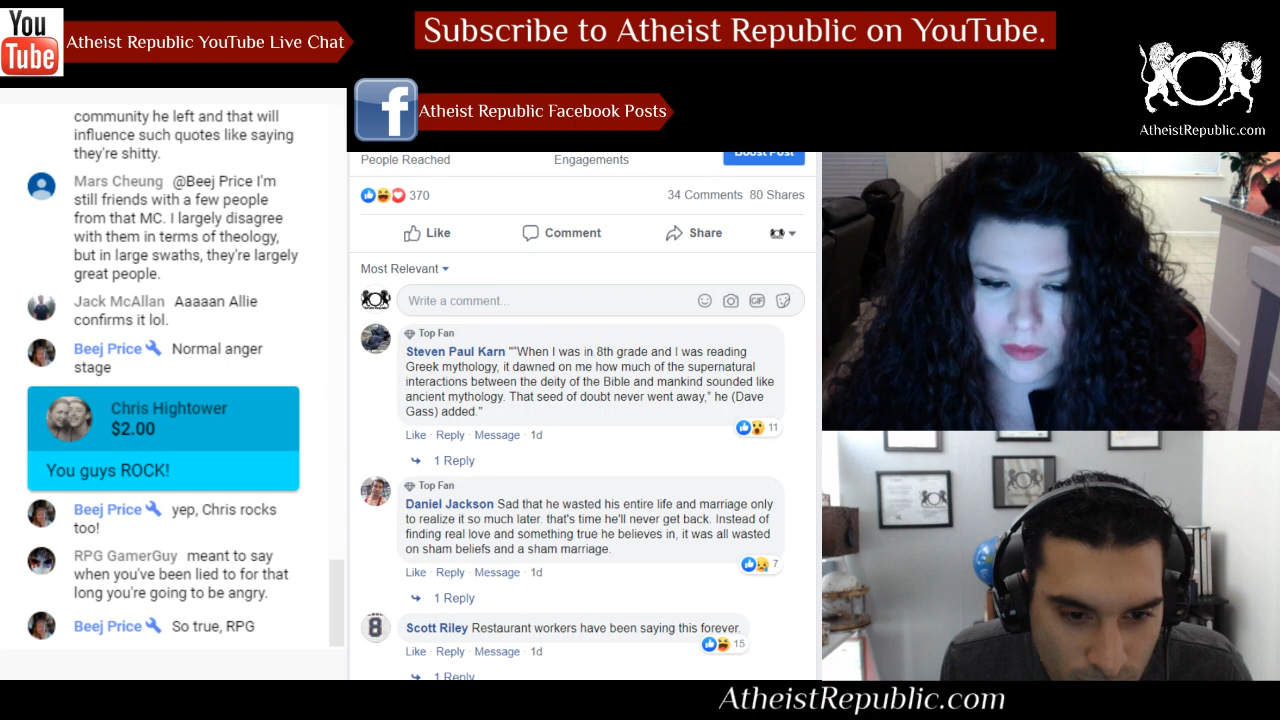 You
Tube
Atheist Republic YouTube Live Chat
Subscribe to Atheist Republic on YouTube.
AtheistRepublic.com
f
Atheist Republic Facebook Posts
community he left and that will
influence such quotes like saying
they're shitty.
Mars Cheung @Beej Price I'm
still friends with a few people
from that MC. I largely disagree
with them in terms of theology,
but in large swaths, they're largely
great people.
Jack McAllan Aaaaan Allie
confirms it lol.
Beej Price Normal anger
stage
Chris Hightower
$2.00
You guys ROCK!
Beej Price yep, Chris rocks
too!
RPG GamerGuy meant to say
when you've been lied to for that
long you're going to be angry.
Beej Price So true, RPG
People Reached Engagements Boost Post
370 34 Comments 80 Shares
Like Comment Share
Most Relevant
Write a comment... GIF
Top Fan
Steven Paul Karn "“When I was in 8th grade and I was reading
Greek mythology, it dawned on me how much of the supernatural
interactions between the deity of the Bible and mankind sounded like
ancient mythology. That seed of doubt never went away,” he (Dave
Gass) added."
11
Like · Reply · Message · 1d
1 Reply
Top Fan
Daniel Jackson Sad that he wasted his entire life and marriage only
to realize it so much later. that's time he'll never get back. Instead of
finding real love and something true he believes in, it was all wasted
on sham beliefs and a sham marriage.
7
Like · Reply · Message · 1d
1 Reply
8
Scott Riley Restaurant workers have been saying this forever.
15
Like · Reply · Message · 1d
1 Reply
AtheistRepublic.com